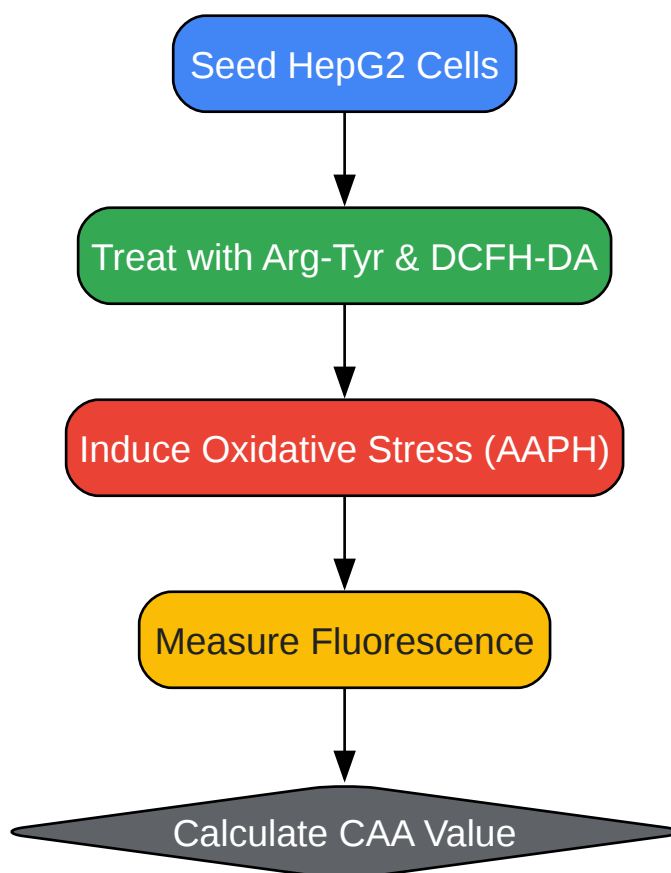 Seed HepG2 Cells
Treat with Arg-Tyr & DCFH-DA
Induce Oxidative Stress (AAPH)
Measure Fluorescence
Calculate CAA Value